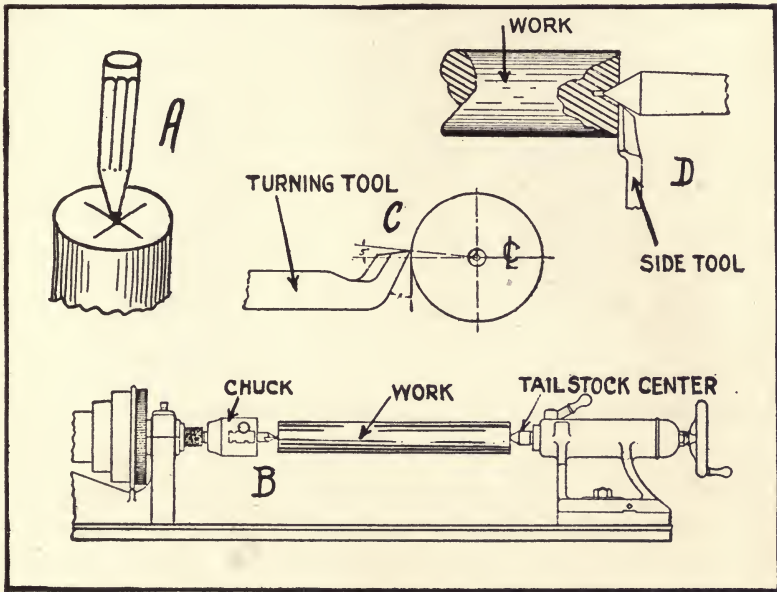 WORK
A
D
TURNING TOOL
C
℄
SIDE TOOL
CHUCK
WORK
TAILSTOCK CENTER
B